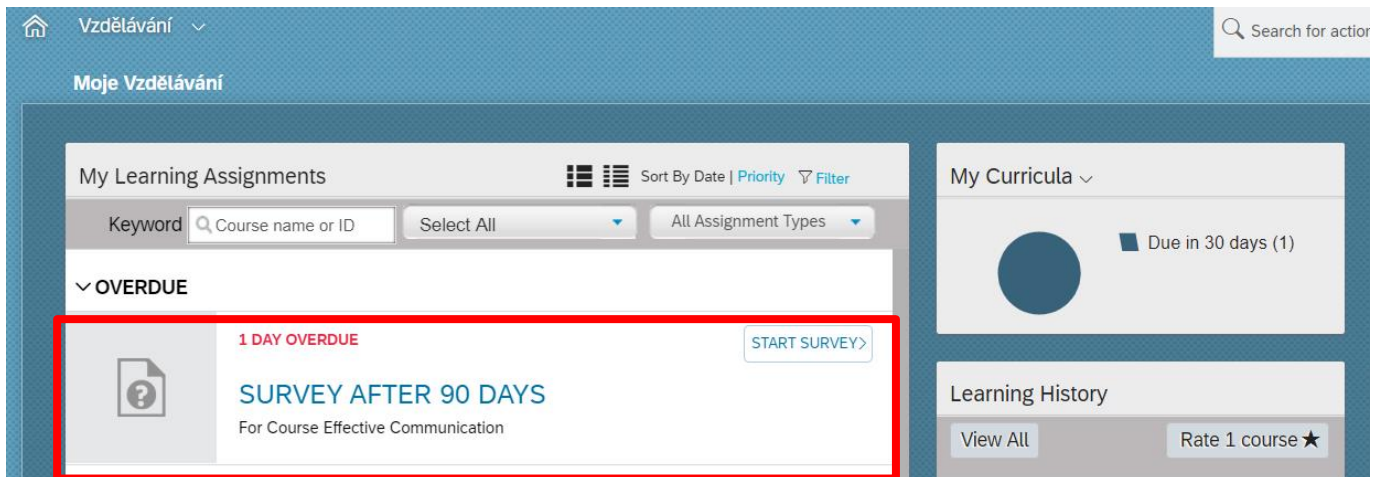 Vzdělávání
Search for action
Moje Vzdělávání
My Learning Assignments
Sort By Date | Priority Filter
Keyword Course name or ID Select All All Assignment Types
OVERDUE
1 DAY OVERDUE
START SURVEY>
SURVEY AFTER 90 DAYS
For Course Effective Communication
My Curricula
Due in 30 days (1)
Learning History
View All Rate 1 course ★